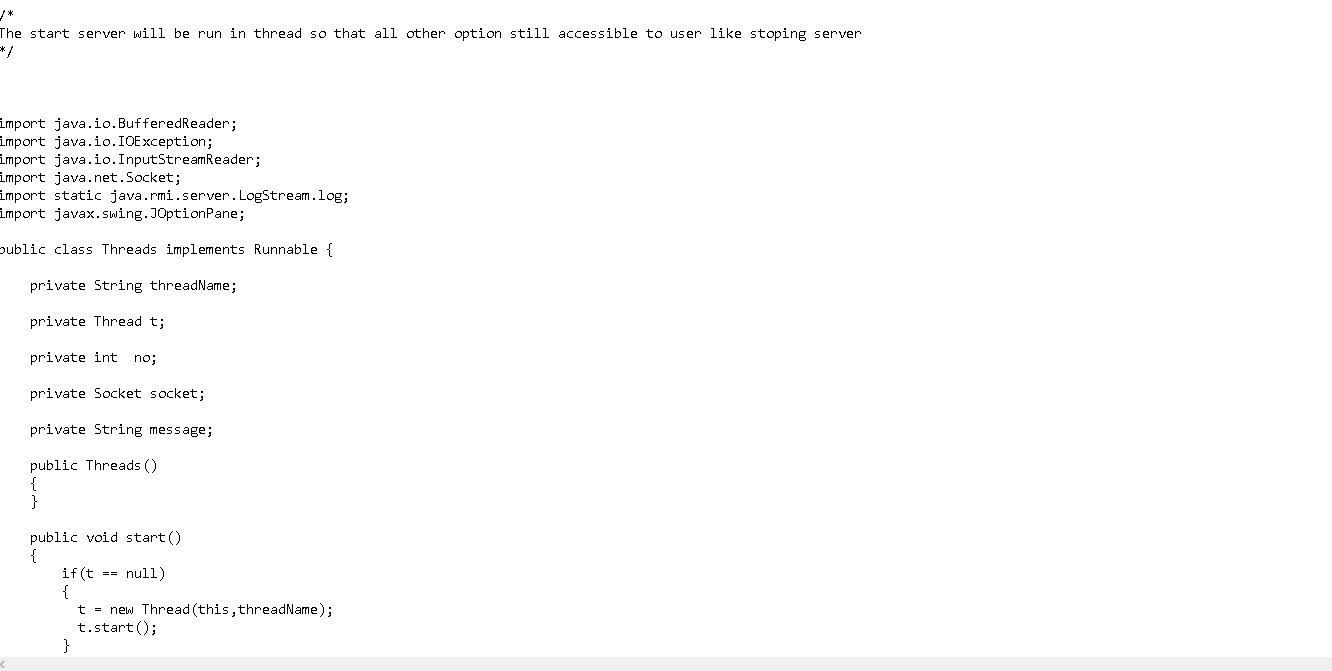 /*
The start server will be run in thread so that all other option still accessible to user like stoping server
*/
import java.io.BufferedReader;
import java.io.IOException;
import java.io.InputStreamReader;
import java.net.Socket;
import static java.rmi.server.LogStream.log;
import javax.swing.JOptionPane;
public class Threads implements Runnable {
private String threadName;
private Thread t;
private int  no;
private Socket socket;
private String message;
public Threads()
{
}
public void start()
{
if(t == null)
{
t = new Thread(this,threadName);
t.start();
}